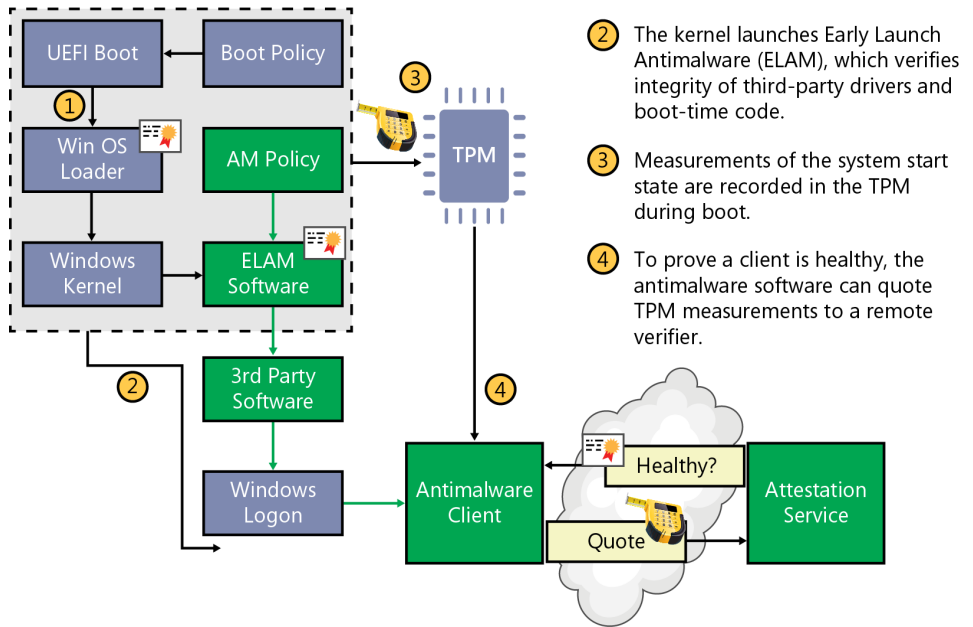 UEFI Boot
Boot Policy
1
Win OS
Loader
AM Policy
Windows
Kernel
ELAM
Software
3
TPM
2
3rd Party
Software
Windows
Logon
4
Antimalware
Client
Healthy?
Quote
Attestation
Service
2
The kernel launches Early Launch
Antimalware (ELAM), which verifies
integrity of third-party drivers and
boot-time code.
3
Measurements of the system start
state are recorded in the TPM
during boot.
4
To prove a client is healthy, the
antimalware software can quote
TPM measurements to a remote
verifier.